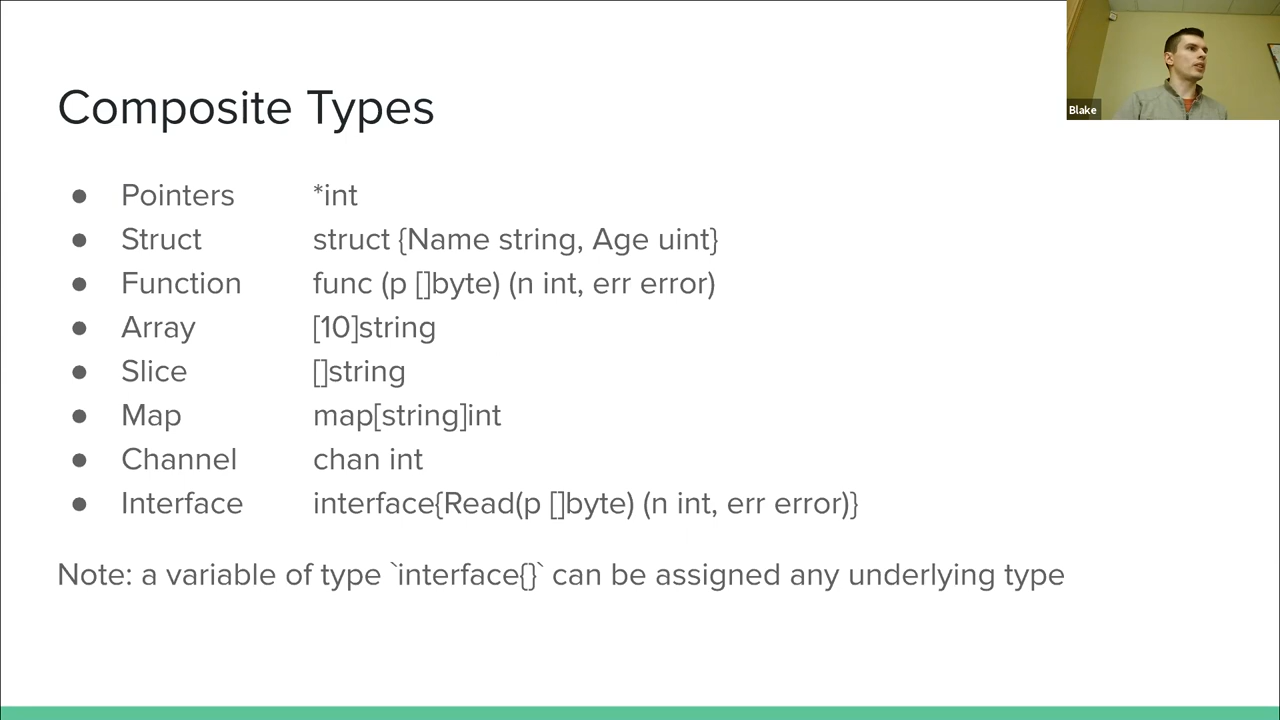 Composite Types
Blake
● Pointers *int
● Struct struct {Name string, Age uint}
● Function func (p []byte) (n int, err error)
● Array [10]string
● Slice []string
● Map map[string]int
● Channel chan int
● Interface interface{Read(p []byte) (n int, err error)}
Note: a variable of type `interface{}` can be assigned any underlying type